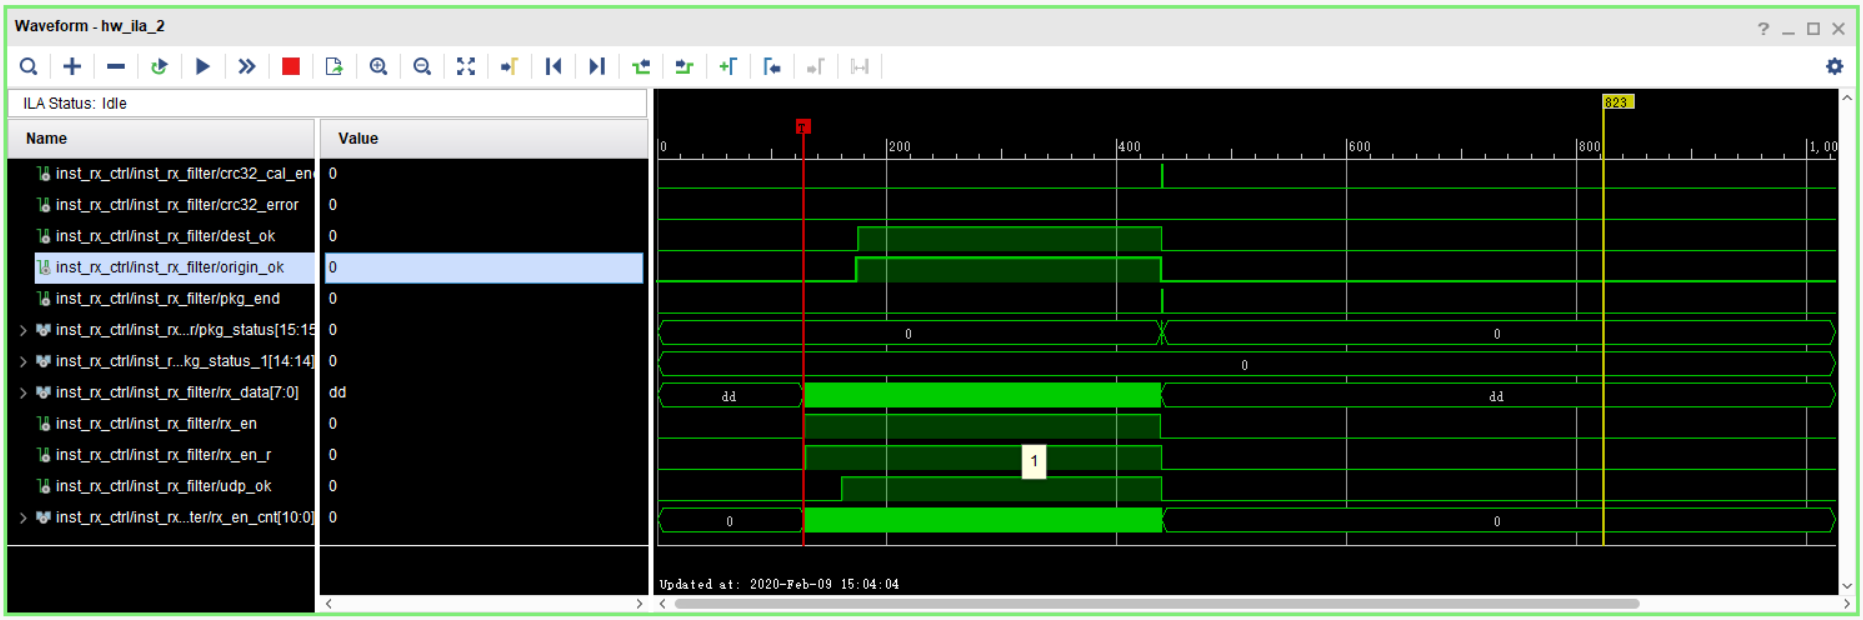 Waveform - hw_ila_2
ILA Status: Idle
Name Value
inst_rx_ctrl/inst_rx_filter/crc32_cal_en 0
inst_rx_ctrl/inst_rx_filter/crc32_error 0
inst_rx_ctrl/inst_rx_filter/dest_ok 0
inst_rx_ctrl/inst_rx_filter/origin_ok 0
inst_rx_ctrl/inst_rx_filter/pkg_end 0
inst_rx_ctrl/inst_rx...r/pkg_status[15:15 0
inst_rx_ctrl/inst_r...kg_status_1[14:14] 0
inst_rx_ctrl/inst_rx_filter/rx_data[7:0] dd
inst_rx_ctrl/inst_rx_filter/rx_en 0
inst_rx_ctrl/inst_rx_filter/rx_en_r 0
inst_rx_ctrl/inst_rx_filter/udp_ok 0
inst_rx_ctrl/inst_rx...ter/rx_en_cnt[10:0] 0
823
T
0 200 400 600 800 1,00
0 0
0
dd dd
1
0 0
Updated at: 2020-Feb-09 15:04:04